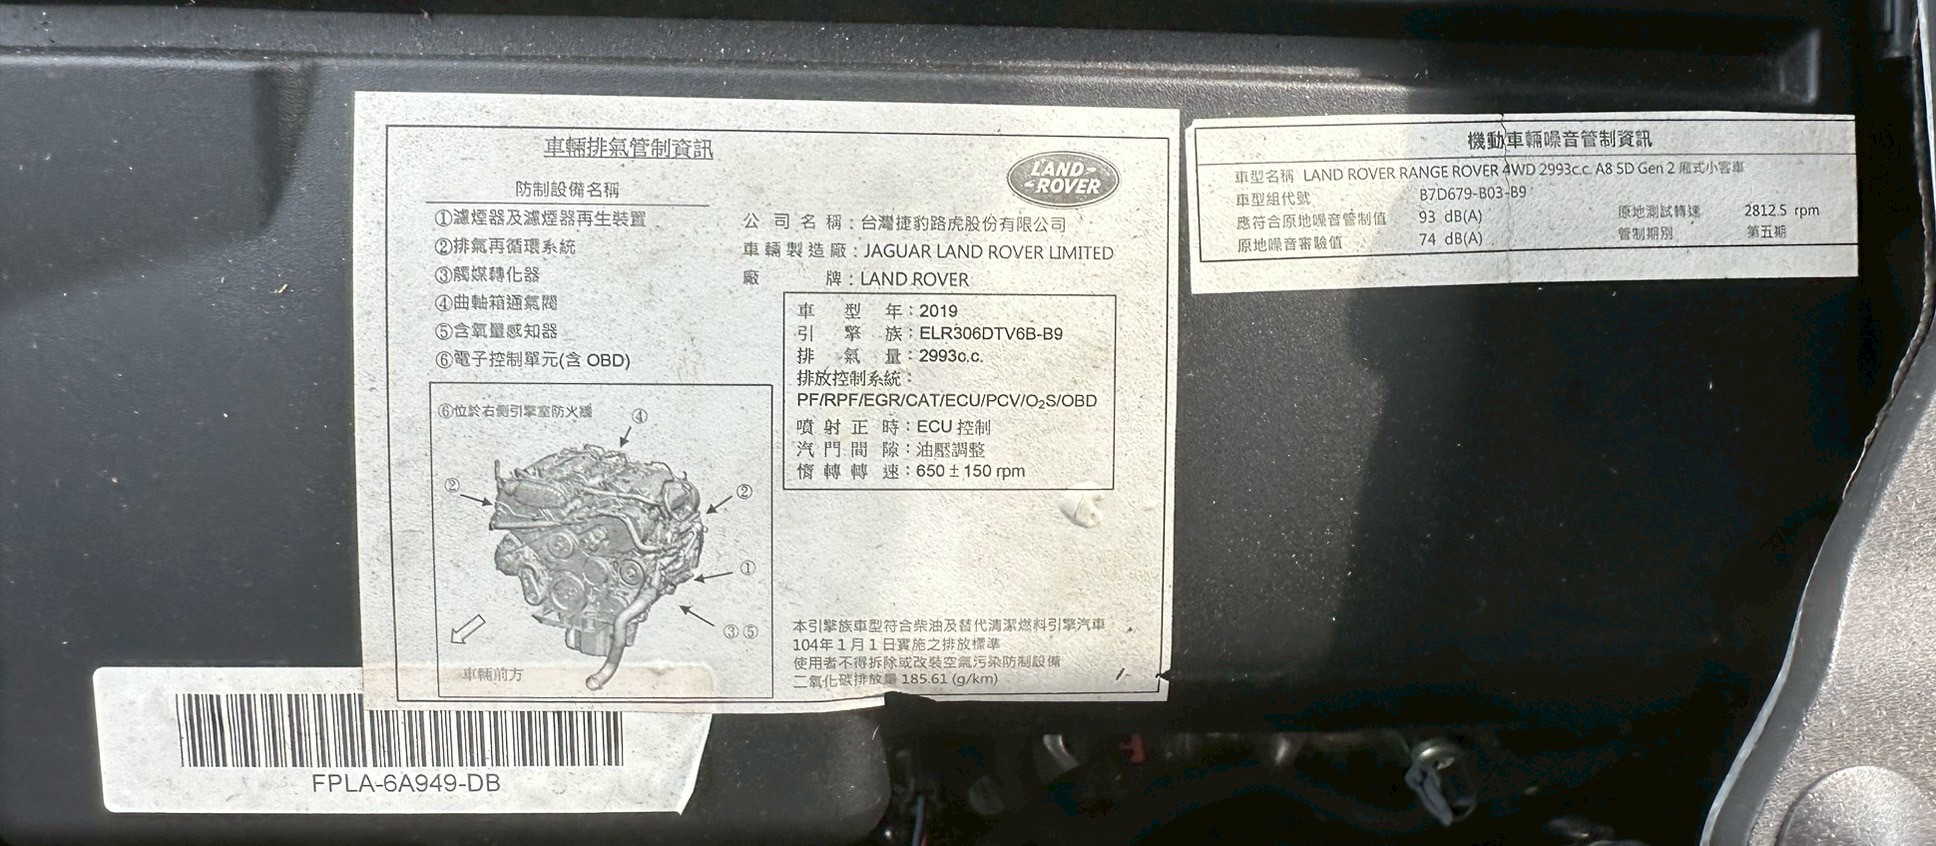 車輛排氣管制資訊
防制設備名稱
①濾煙器及濾煙器再生裝置
②排氣再循環系統
③觸媒轉化器
④曲軸箱通氣閥
⑤含氧量感知器
⑥電子控制單元(含 OBD)
⑥位於右側引擎室防火牆
④
②
②
①
③⑤
車輛前方
LAND-
-ROVER
公司名稱：台灣捷豹路虎股份有限公司
車輛製造廠：JAGUAR LAND ROVER LIMITED
廠牌：LAND ROVER
車型年：2019
引擎族：ELR306DTV6B-B9
排氣量：2993c.c.
排放控制系統：
PF/RPF/EGR/CAT/ECU/PCV/O₂S/OBD
噴射正時：ECU 控制
汽門間隙：油壓調整
惰轉轉速：650±150 rpm
本引擎族車型符合柴油及替代清潔燃料引擎汽車
104年1月1日實施之排放標準
使用者不得拆除或改裝空氣污染防制設備
二氧化碳排放量 185.61 (g/km)
機動車輛噪音管制資訊
車型名稱 LAND ROVER RANGE ROVER 4WD 2993c.c. A8 5D Gen 2 廂式小客車
車型組代號 B7D679-B03-B9
應符合原地噪音管制值 93 dB(A) 原地測試轉速 2812.5 rpm
原地噪音審驗值 74 dB(A) 管制期別 第五期
FPLA-6A949-DB